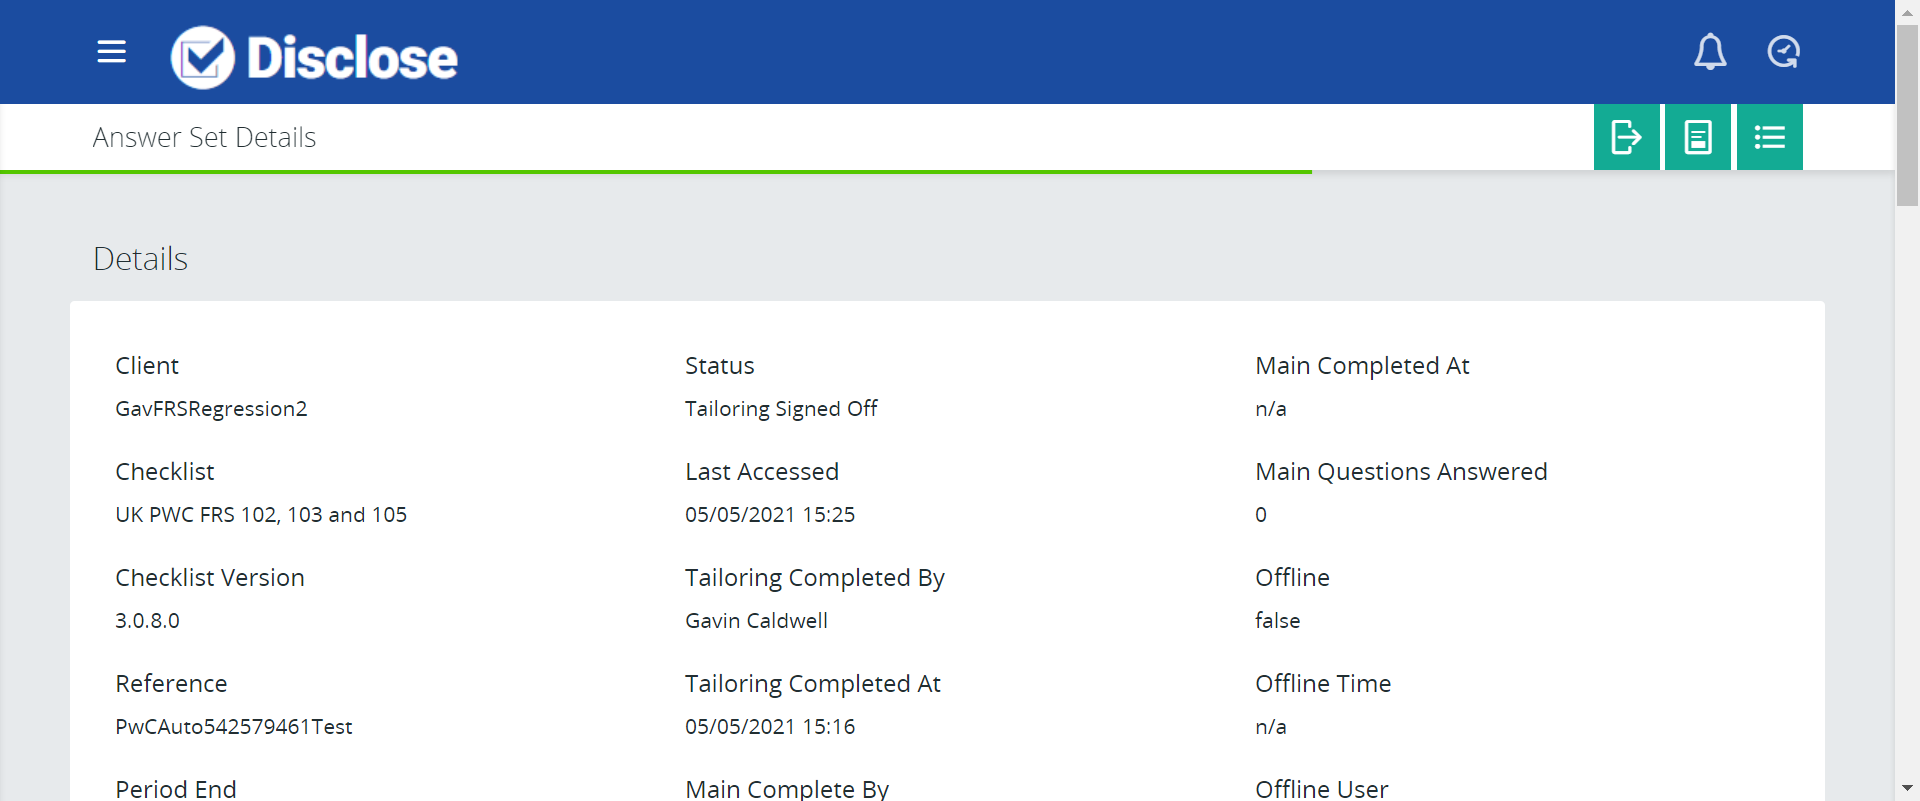 Disclose
Answer Set Details
Details
Client
GavFRSRegression2
Checklist
UK PWC FRS 102, 103 and 105
Checklist Version
3.0.8.0
Reference
PwCAuto542579461Test
Period End
Status
Tailoring Signed Off
Last Accessed
05/05/2021 15:25
Tailoring Completed By
Gavin Caldwell
Tailoring Completed At
05/05/2021 15:16
Main Complete By
Main Completed At
n/a
Main Questions Answered
0
Offline
false
Offline Time
n/a
Offline User